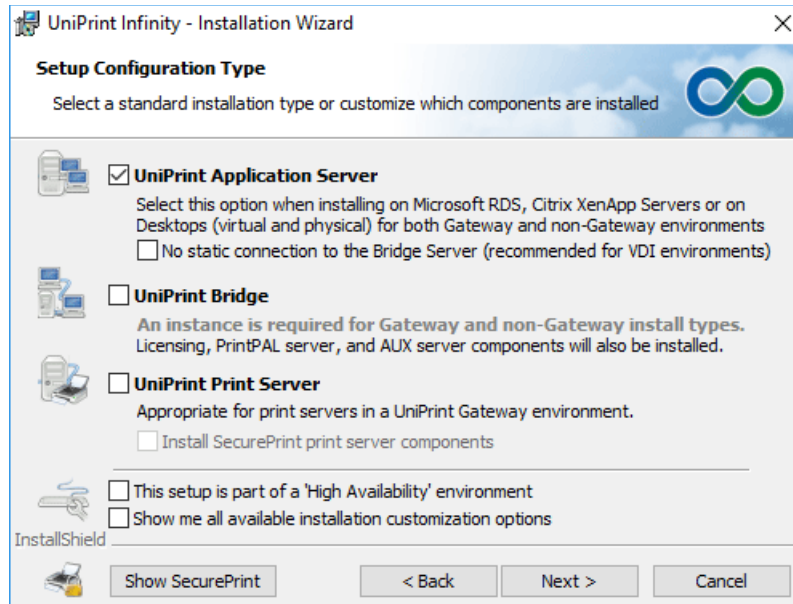 UniPrint Infinity - Installation Wizard
Setup Configuration Type
Select a standard installation type or customize which components are installed
UniPrint Application Server
Select this option when installing on Microsoft RDS, Citrix XenApp Servers or on
Desktops (virtual and physical) for both Gateway and non-Gateway environments
No static connection to the Bridge Server (recommended for VDI environments)
UniPrint Bridge
An instance is required for Gateway and non-Gateway install types.
Licensing, PrintPAL server, and AUX server components will also be installed.
UniPrint Print Server
Appropriate for print servers in a UniPrint Gateway environment.
Install SecurePrint print server components
This setup is part of a 'High Availability' environment
Show me all available installation customization options
InstallShield
Show SecurePrint
< Back
Next >
Cancel